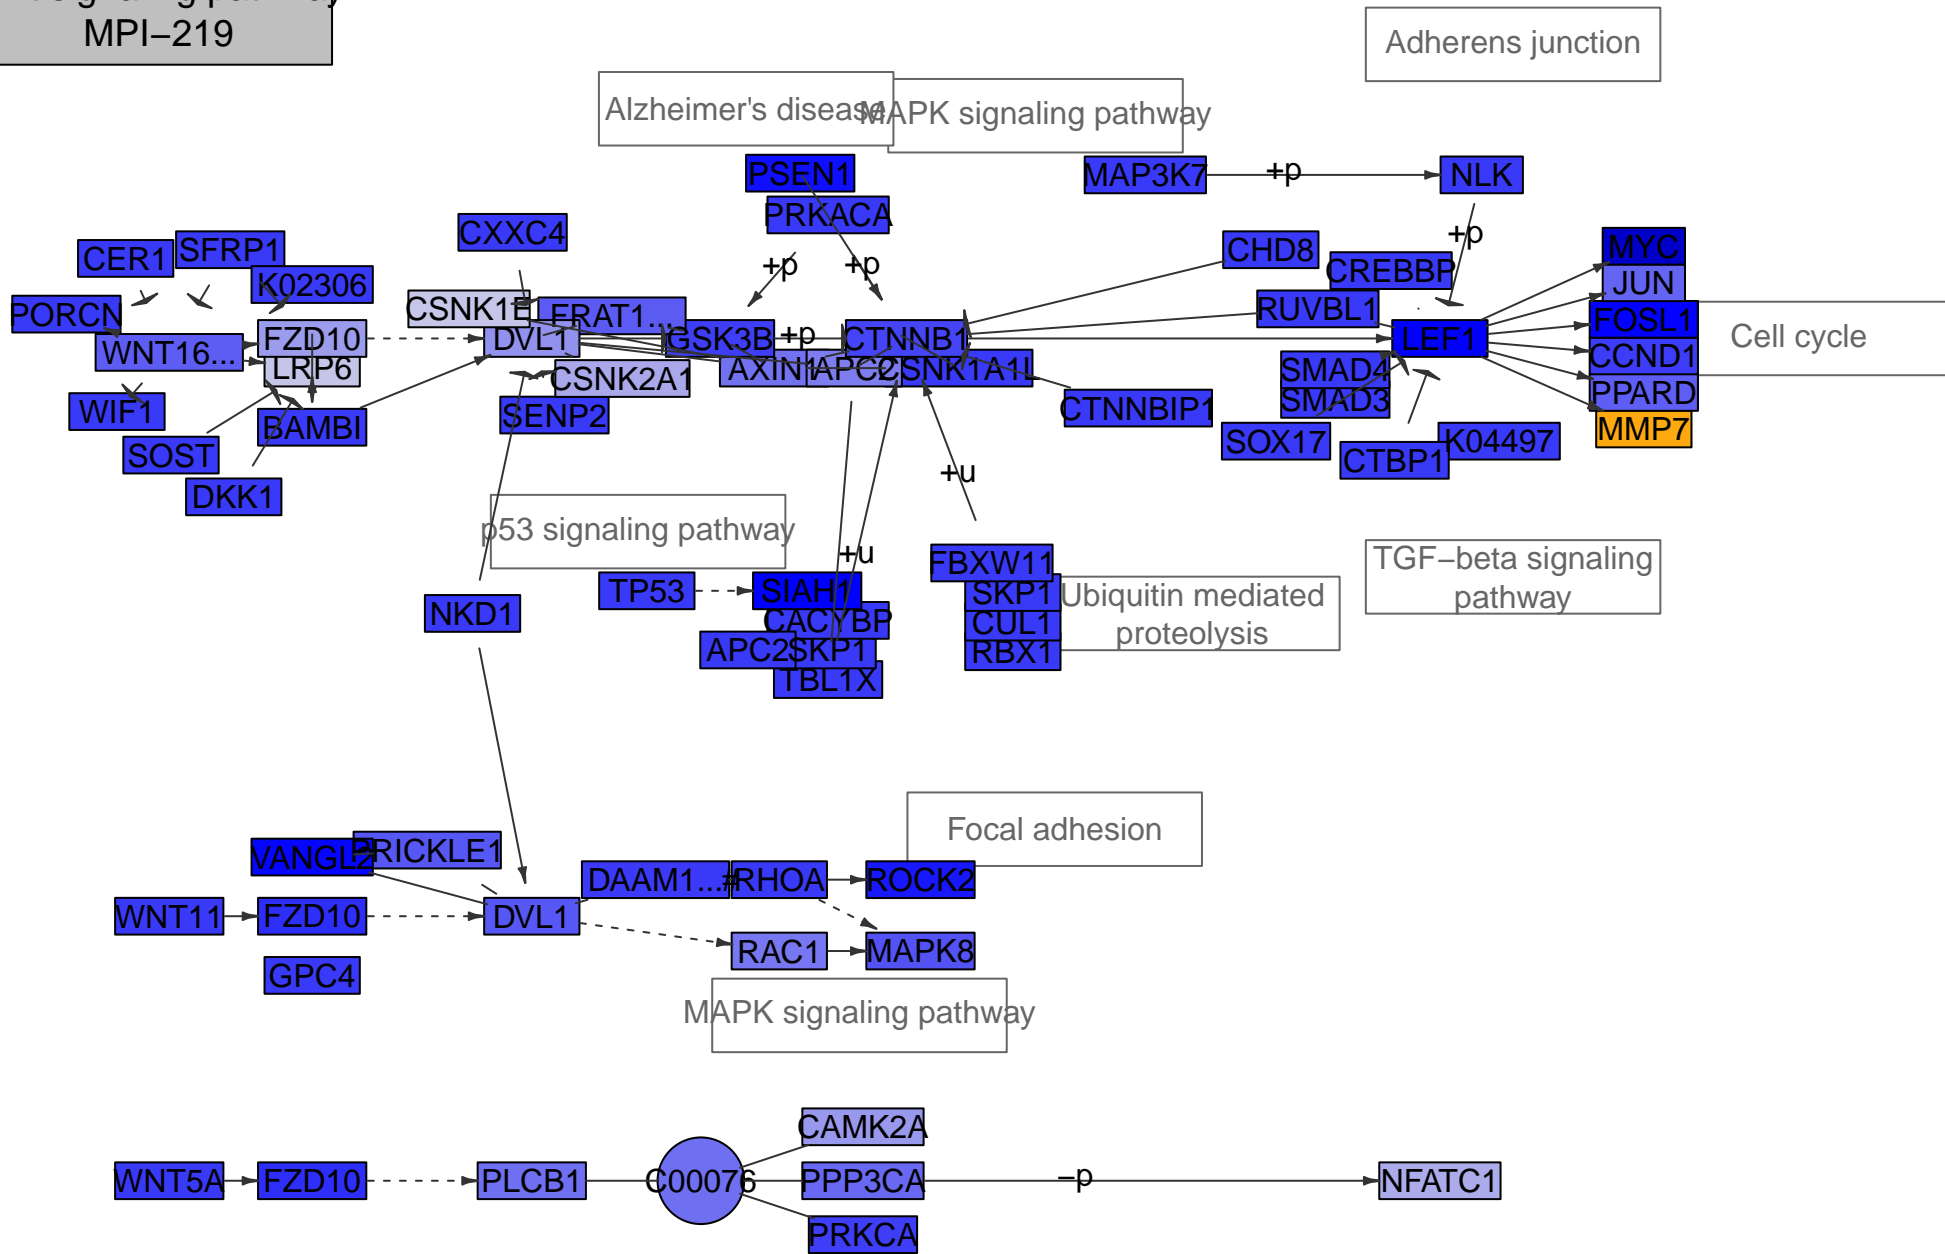 signaling pathway
MPI−219
Adherens junction
Alzheimer's disease
MAPK signaling pathway
PSEN1
PRKACA
MAP3K7
+p
NLK
CXXC4
CER1
SFRP1
K02306
PORCN
+p
+p
+p
CHD8
CREBBP
MYC
JUN
CSNK1E
FRAT1...
RUVBL1
FOSL1
WNT16...
FZD10
DVL1
GSK3B
+p
CTNNB1
LEF1
CCND1
Cell cycle
LRP6
AXIN1
APC2
CSNK1A1L
SMAD4
PPARD
CSNK2A1
SMAD3
WIF1
BAMBI
SENP2
CTNNBIP1
MMP7
SOST
SOX17
K04497
CTBP1
DKK1
+u
p53 signaling pathway
+u
FBXW11
TGF−beta signaling
pathway
TP53
SIAH1
SKP1
Ubiquitin mediated
proteolysis
NKD1
CACYBP
CUL1
APC2
SKP1
RBX1
TBL1X
Focal adhesion
VANGL2
PRICKLE1
DAAM1...
#
RHOA
ROCK2
WNT11
FZD10
DVL1
RAC1
MAPK8
GPC4
MAPK signaling pathway
CAMK2A
WNT5A
FZD10
PLCB1
C00076
PPP3CA
−p
NFATC1
PRKCA